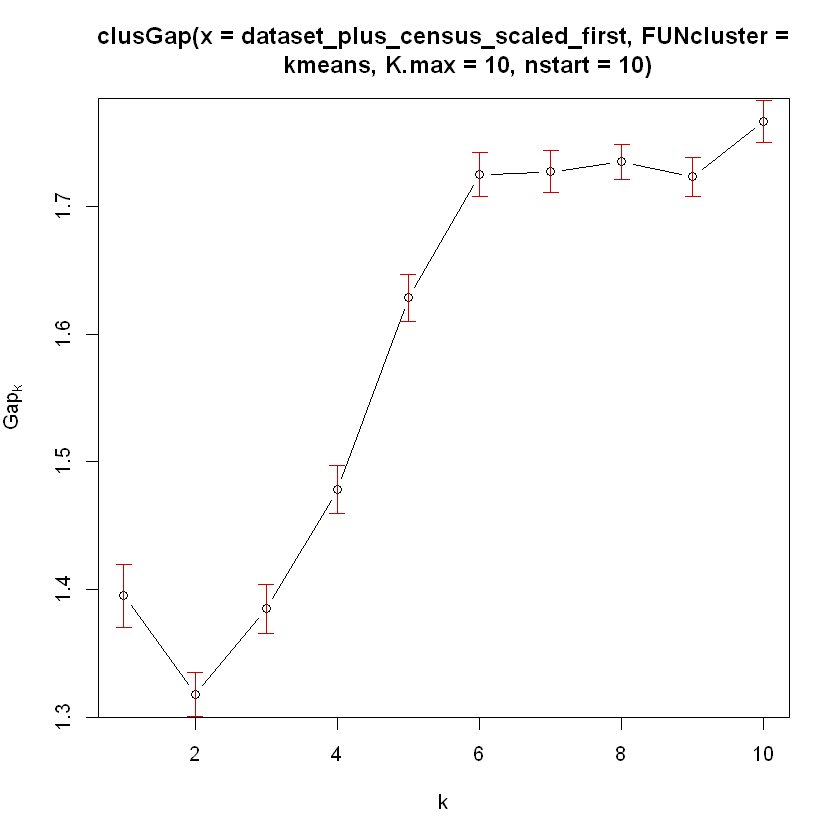 clusGap(x = dataset_plus_census_scaled_first, FUNcluster =
kmeans, K.max = 10, nstart = 10)
1.7
1.6
1.5
1.4
1.3
Gapk
2 4 6 8 10
k